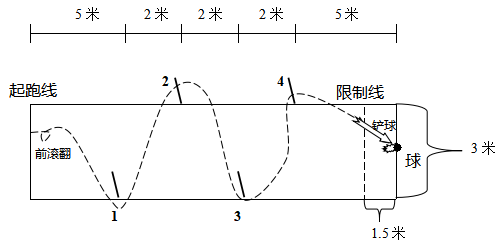 5 米 2 米 2 米 2 米 5 米
起跑线
2
4
限制线
铲球
球
前滚翻
3 米
1
3
1.5 米